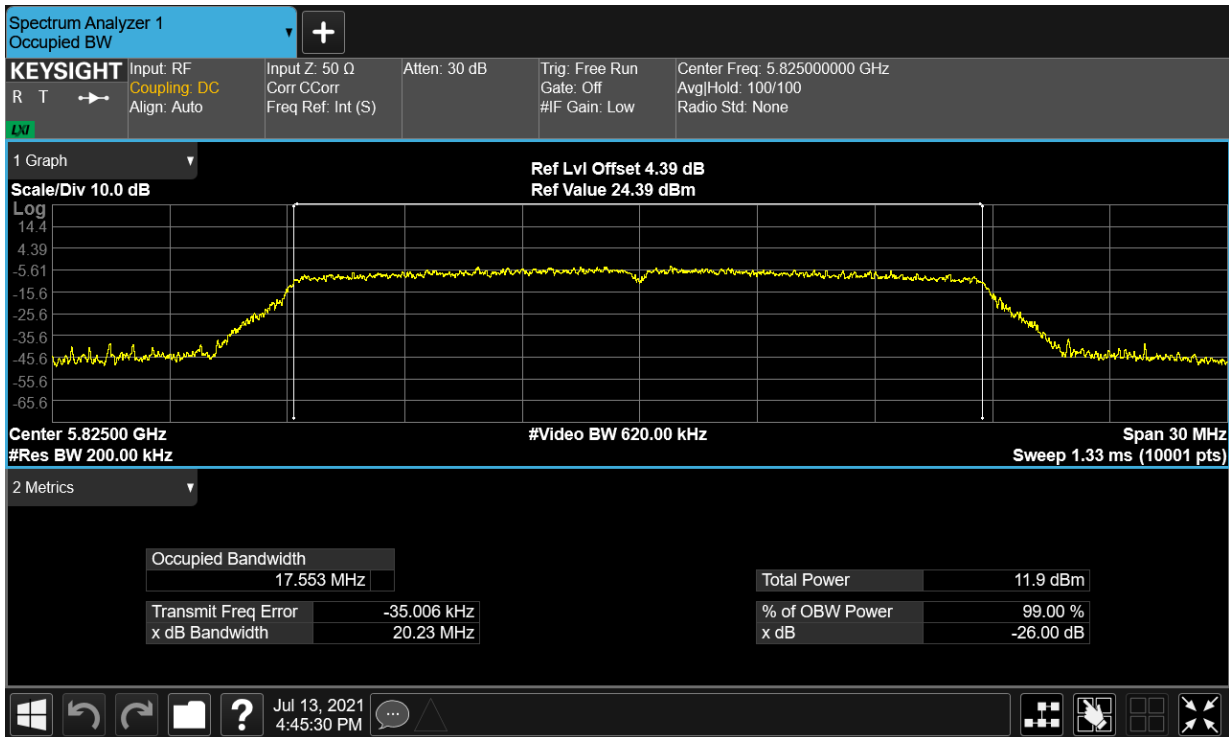 Spectrum Analyzer 1
Occupied BW
KEYSIGHT
R T
LXI
Input: RF
Coupling: DC
Align: Auto
Input Z: 50 Ω
Corr CCorr
Freq Ref: Int (S)
Atten: 30 dB
Trig: Free Run
Gate: Off
#IF Gain: Low
Center Freq: 5.825000000 GHz
Avg|Hold: 100/100
Radio Std: None
1 Graph
Scale/Div 10.0 dB
Ref Lvl Offset 4.39 dB
Ref Value 24.39 dBm
Log
14.4
4.39
-5.61
-15.6
-25.6
-35.6
-45.6
-55.6
-65.6
Center 5.82500 GHz
#Video BW 620.00 kHz
Span 30 MHz
#Res BW 200.00 kHz
Sweep 1.33 ms (10001 pts)
2 Metrics
Occupied Bandwidth
17.553 MHz
Total Power 11.9 dBm
Transmit Freq Error -35.006 kHz
% of OBW Power 99.00 %
x dB Bandwidth 20.23 MHz
x dB -26.00 dB
?
Jul 13, 2021
4:45:30 PM